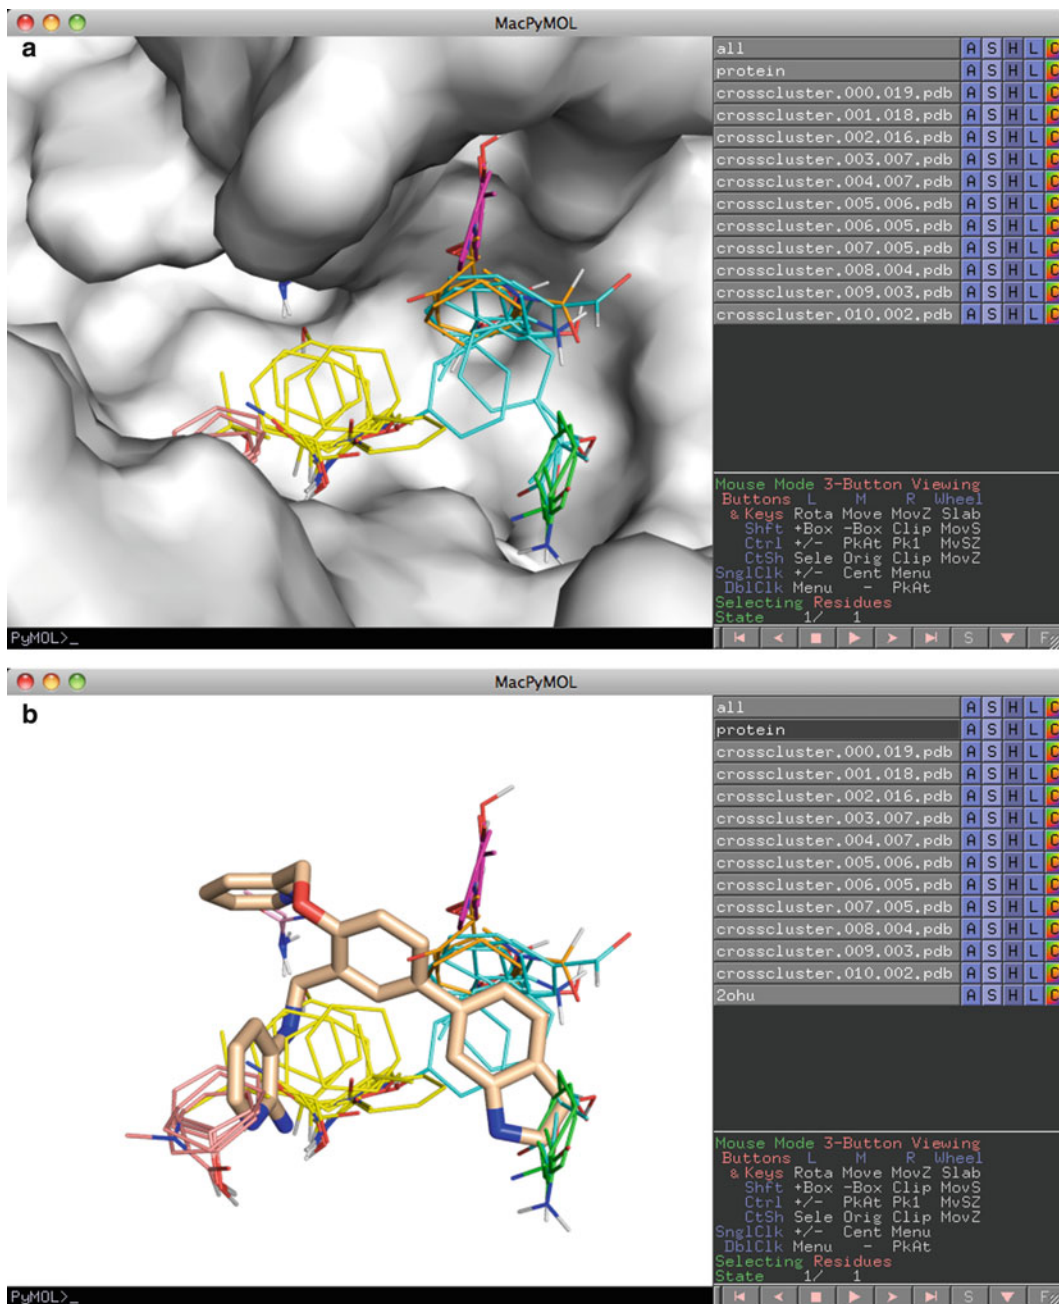 MacPyMOL
a
all A S H L C
protein A S H L C
crosscluster.000.019.pdb A S H L C
crosscluster.001.018.pdb A S H L C
crosscluster.002.016.pdb A S H L C
crosscluster.003.007.pdb A S H L C
crosscluster.004.007.pdb A S H L C
crosscluster.005.006.pdb A S H L C
crosscluster.006.005.pdb A S H L C
crosscluster.007.005.pdb A S H L C
crosscluster.008.004.pdb A S H L C
crosscluster.009.003.pdb A S H L C
crosscluster.010.002.pdb A S H L C
Mouse Mode 3-Button Viewing
Buttons L M R Wheel
& Keys Rota Move MovZ Slab
Shft +Box -Box Clip MovS
Ctrl +/- PkAt Pk1 MvSZ
CtSh Sele Orig Clip MovZ
SnglClk +/- Cent Menu
DblClk Menu - PkAt
Selecting Residues
State 1/ 1
PyMOL>_
S F
MacPyMOL
b
all A S H L C
protein A S H L C
crosscluster.000.019.pdb A S H L C
crosscluster.001.018.pdb A S H L C
crosscluster.002.016.pdb A S H L C
crosscluster.003.007.pdb A S H L C
crosscluster.004.007.pdb A S H L C
crosscluster.005.006.pdb A S H L C
crosscluster.006.005.pdb A S H L C
crosscluster.007.005.pdb A S H L C
crosscluster.008.004.pdb A S H L C
crosscluster.009.003.pdb A S H L C
crosscluster.010.002.pdb A S H L C
2ohu A S H L C
Mouse Mode 3-Button Viewing
Buttons L M R Wheel
& Keys Rota Move MovZ Slab
Shft +Box -Box Clip MovS
Ctrl +/- PkAt Pk1 MvSZ
CtSh Sele Orig Clip MovZ
SnglClk +/- Cent Menu
DblClk Menu - PkAt
Selecting Residues
State 1/ 1
PyMOL>_
S F